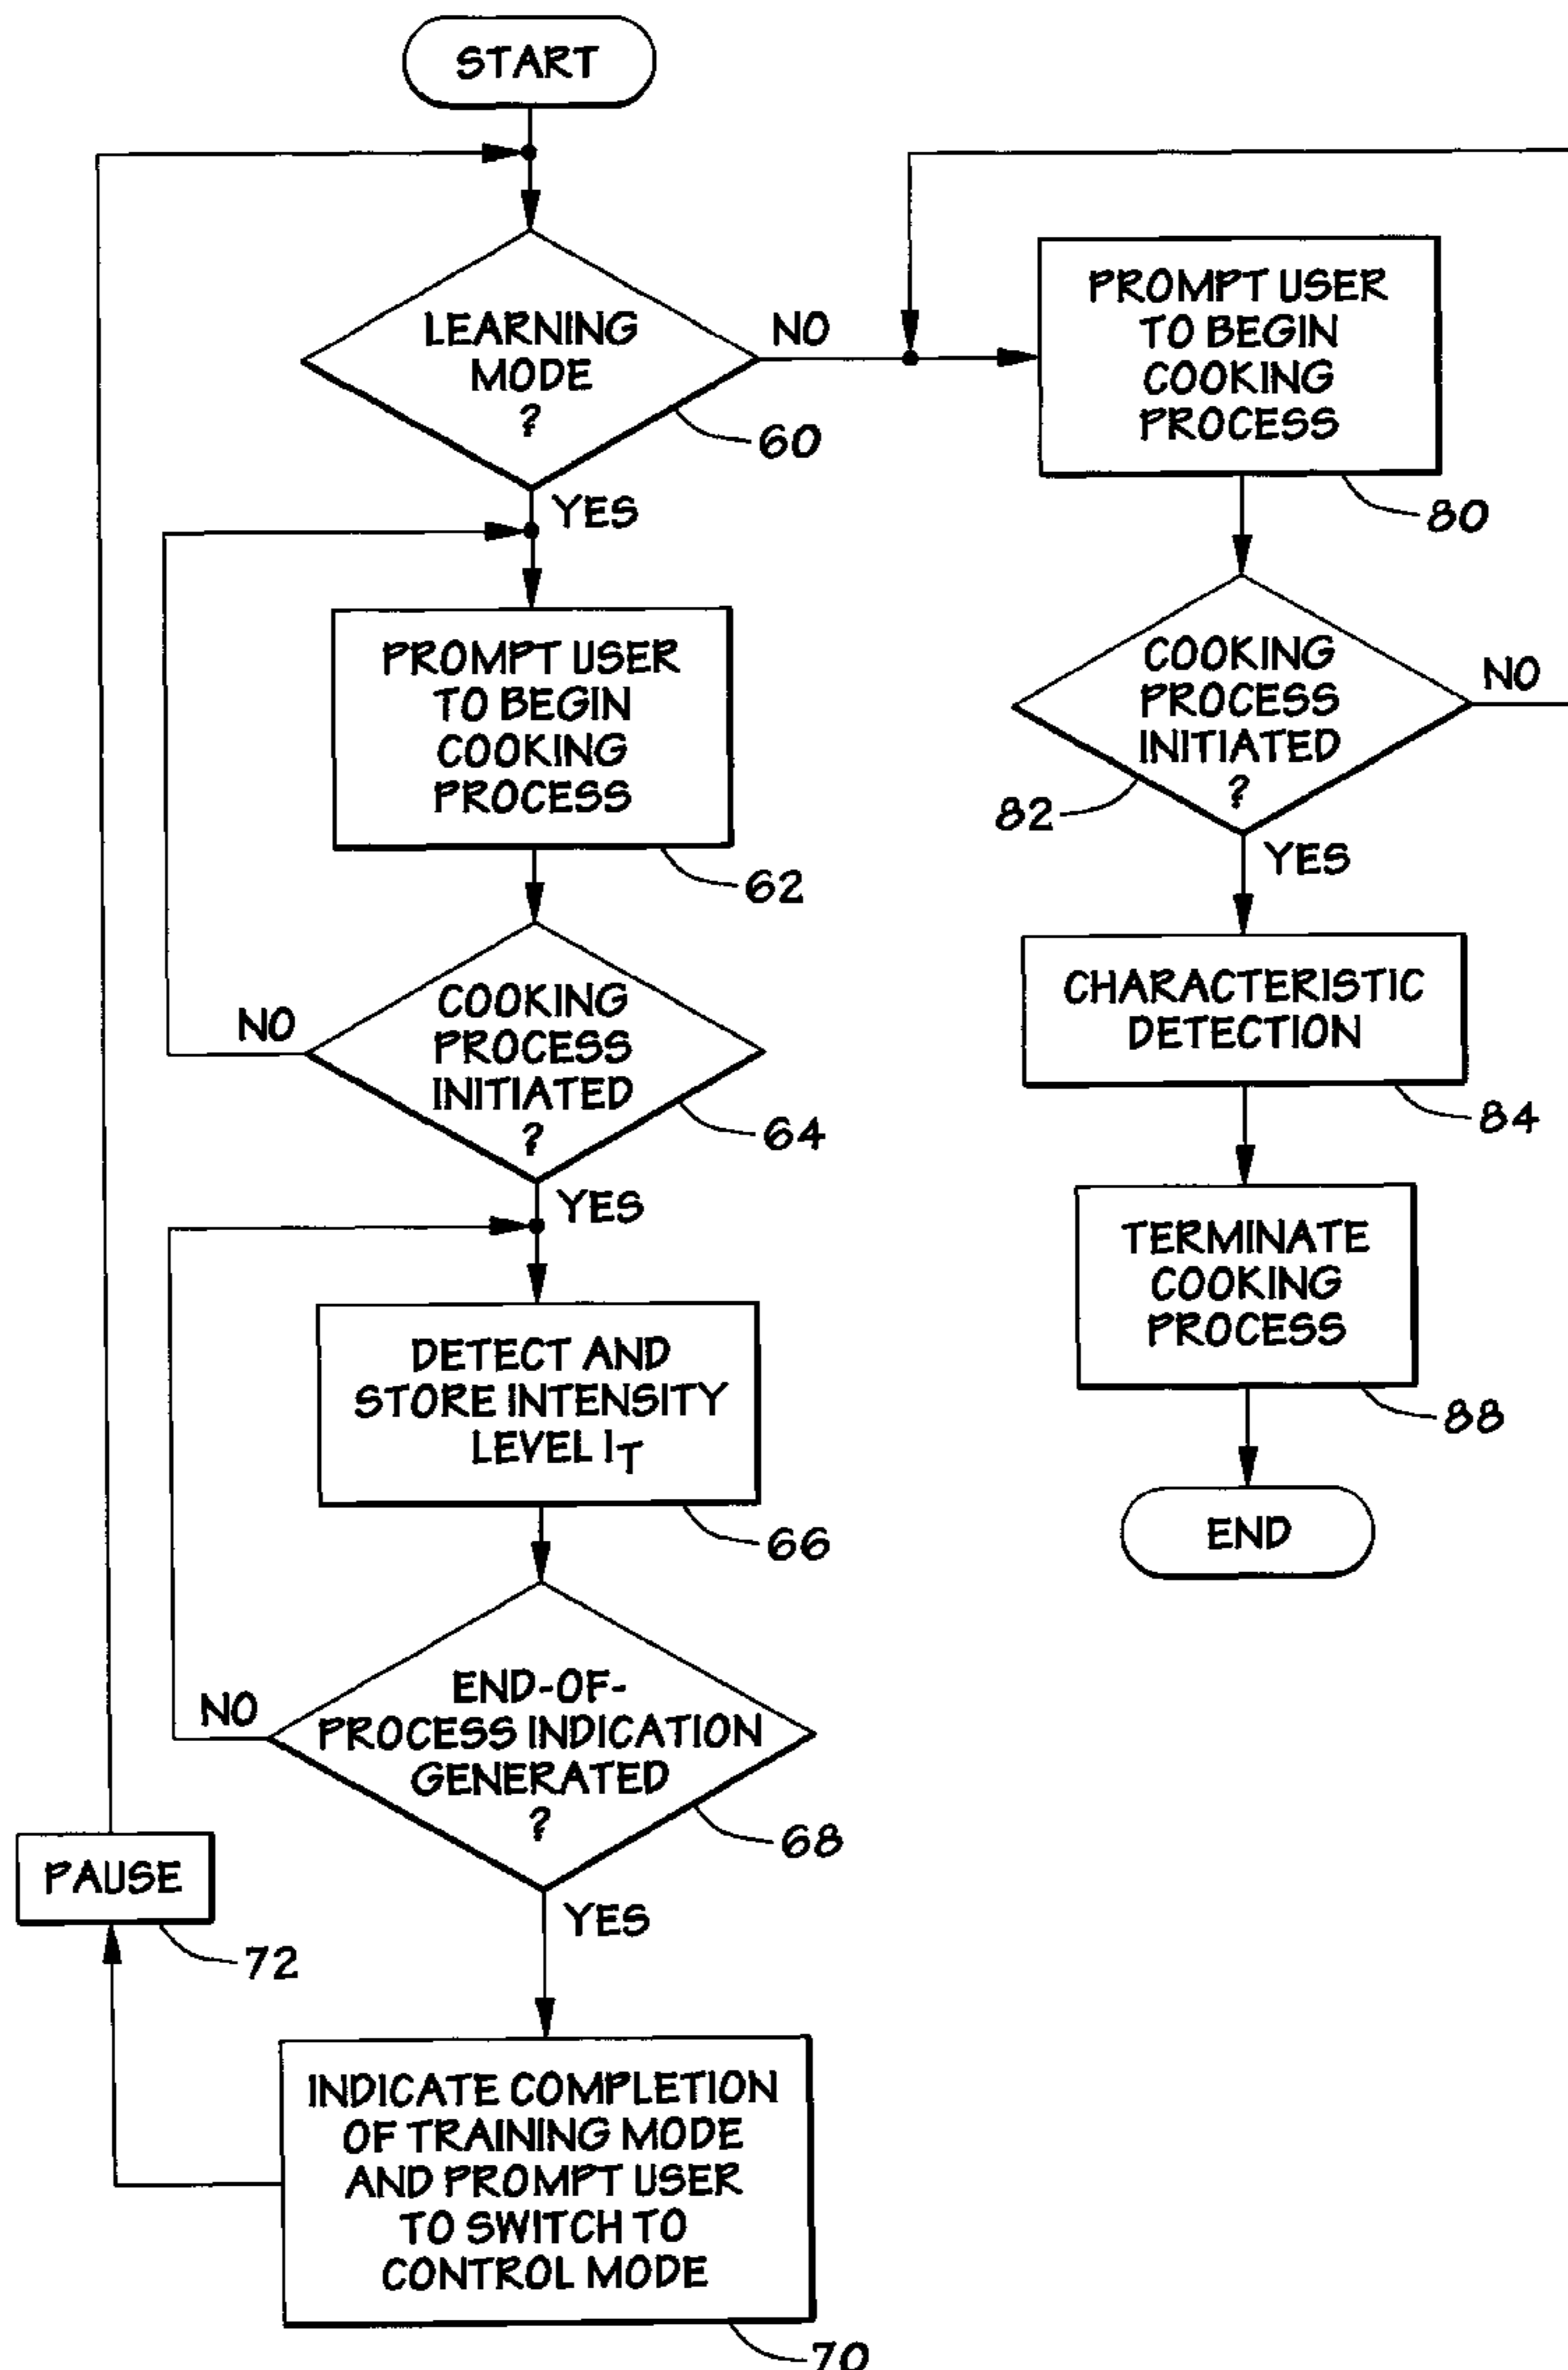 START
LEARNING
MODE
?
60
NO
YES
PROMPT USER
TO BEGIN
COOKING
PROCESS
62
COOKING
PROCESS
INITIATED
?
64
NO
YES
DETECT AND
STORE INTENSITY
LEVEL IT
66
END-OF-
PROCESS INDICATION
GENERATED
?
68
NO
YES
INDICATE COMPLETION
OF TRAINING MODE
AND PROMPT USER
TO SWITCH TO
CONTROL MODE
70
PAUSE
72
PROMPT USER
TO BEGIN
COOKING
PROCESS
80
COOKING
PROCESS
INITIATED
?
82
NO
YES
CHARACTERISTIC
DETECTION
84
TERMINATE
COOKING
PROCESS
88
END